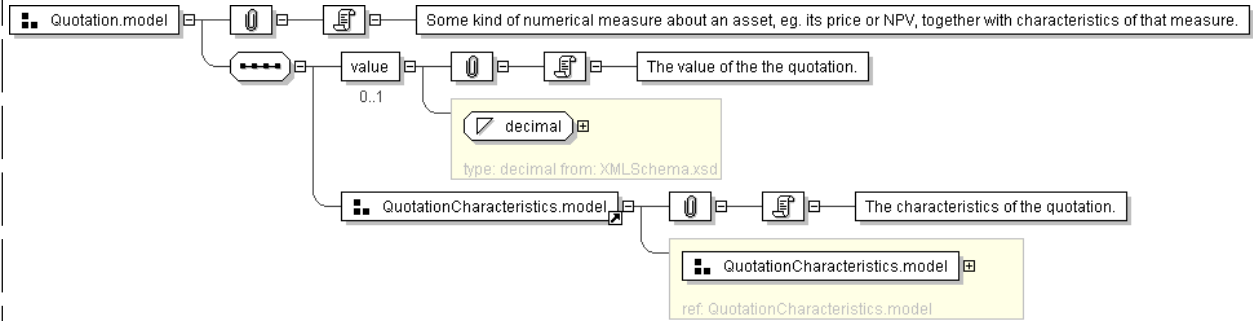 Quotation.model
Some kind of numerical measure about an asset, eg. its price or NPV, together with characteristics of that measure.
value
The value of the the quotation.
0..1
decimal
type: decimal from: XMLSchema.xsd
QuotationCharacteristics.model
The characteristics of the quotation.
QuotationCharacteristics.model
ref: QuotationCharacteristics.model